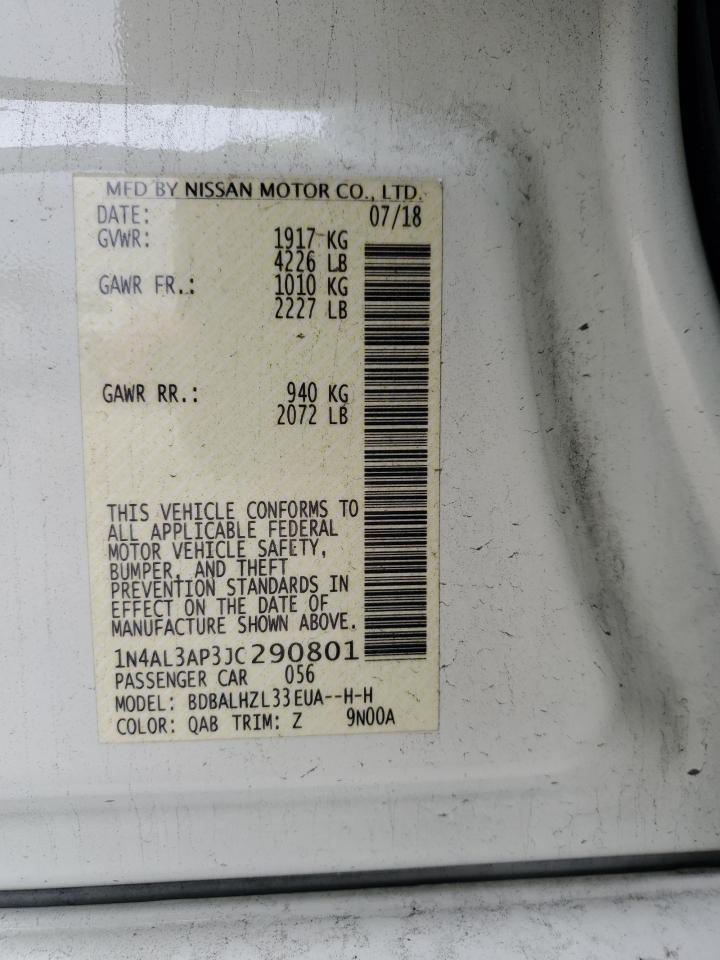 MFD BY NISSAN MOTOR CO., LTD.
DATE: 07/18
GVWR: 1917 KG
4226 LB
GAWR FR.: 1010 KG
2227 LB
GAWR RR.: 940 KG
2072 LB
THIS VEHICLE CONFORMS TO
ALL APPLICABLE FEDERAL
MOTOR VEHICLE SAFETY,
BUMPER, AND THEFT
PREVENTION STANDARDS IN
EFFECT ON THE DATE OF
MANUFACTURE SHOWN ABOVE.
1N4AL3AP3JC290801
PASSENGER CAR 056
MODEL: BDBALHZL33EUA--H-H
COLOR: QAB TRIM: Z 9N00A